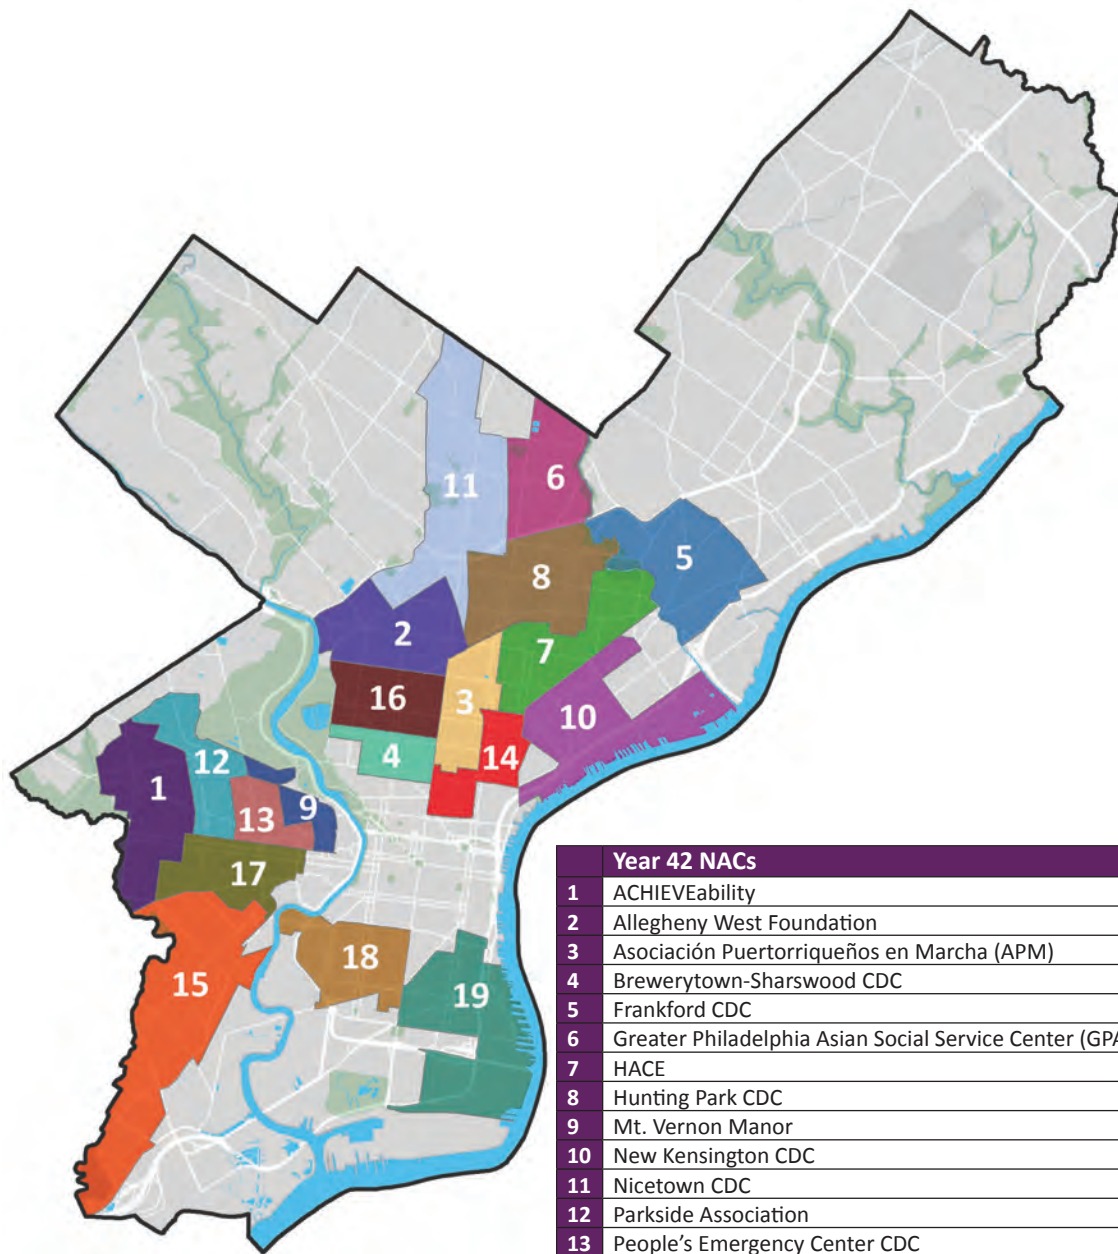 11
6
5
8
2
7
3
16
10
14
4
12
1
9
13
17
18
15
19
Year 42 NACs
1 ACHIEVEability
2 Allegheny West Foundation
3 Asociación Puertorriqueños en Marcha (APM)
4 Brewerytown-Sharswood CDC
5 Frankford CDC
6 Greater Philadelphia Asian Social Service Center (GPA
7 HACE
8 Hunting Park CDC
9 Mt. Vernon Manor
10 New Kensington CDC
11 Nicetown CDC
12 Parkside Association
13 People's Emergency Center CDC